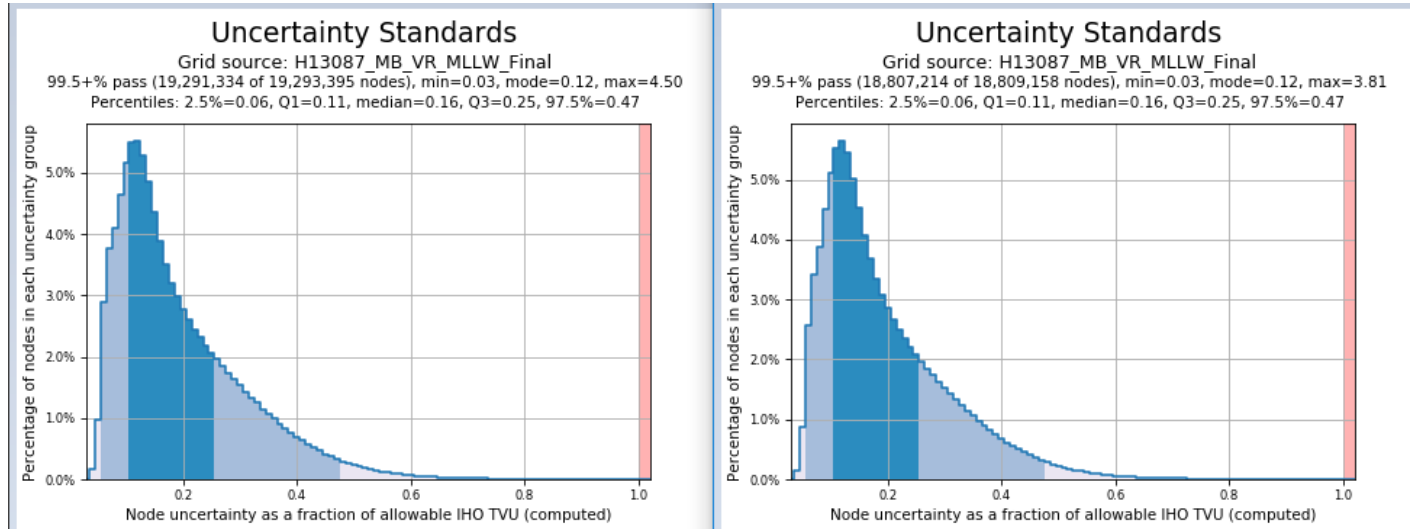 Uncertainty Standards
Grid source: H13087_MB_VR_MLLW_Final
99.5+% pass (19,291,334 of 19,293,395 nodes), min=0.03, mode=0.12, max=4.50
Percentiles: 2.5%=0.06, Q1=0.11, median=0.16, Q3=0.25, 97.5%=0.47
Percentage of nodes in each uncertainty group
5.0%
4.0%
3.0%
2.0%
1.0%
0.0%
0.2
0.4
0.6
0.8
1.0
Node uncertainty as a fraction of allowable IHO TVU (computed)
Uncertainty Standards
Grid source: H13087_MB_VR_MLLW_Final
99.5+% pass (18,807,214 of 18,809,158 nodes), min=0.03, mode=0.12, max=3.81
Percentiles: 2.5%=0.06, Q1=0.11, median=0.16, Q3=0.25, 97.5%=0.47
Percentage of nodes in each uncertainty group
5.0%
4.0%
3.0%
2.0%
1.0%
0.0%
0.2
0.4
0.6
0.8
1.0
Node uncertainty as a fraction of allowable IHO TVU (computed)